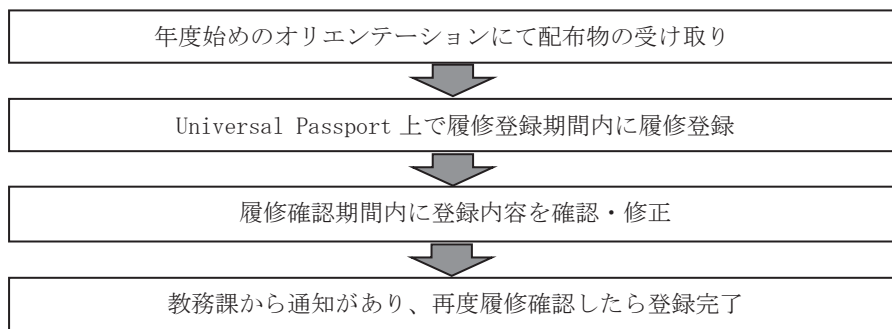 年度始めのオリエンテーションにて配布物の受け取り
Universal Passport 上で履修登録期間内に履修登録
履修確認期間内に登録内容を確認・修正
教務課から通知があり、再度履修確認したら登録完了